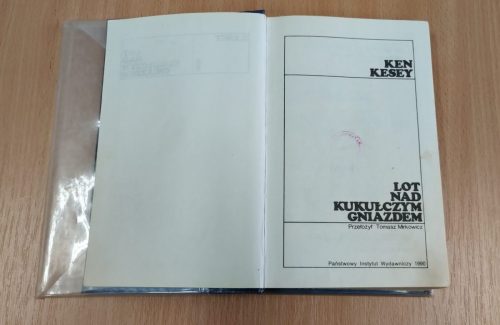 KEN
KESEY
LOT
NAD
KUKUŁCZYM
GNIAZDEM
Przełożył Tomasz Mirkowicz
Państwowy Instytut Wydawniczy 1990